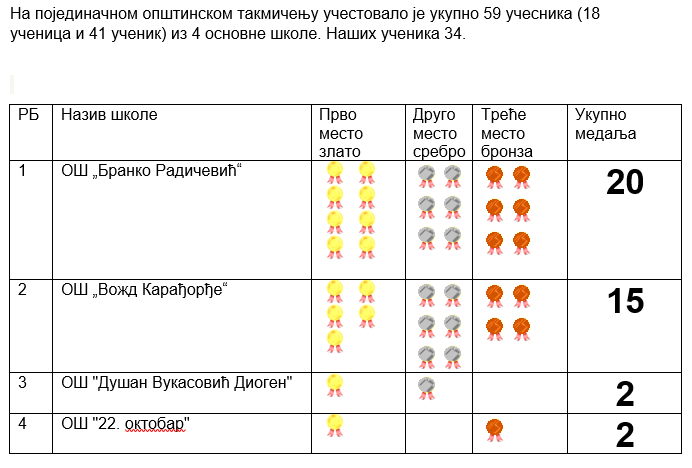 На појединачном општинском такмичењу учестовало је укупно 59 учесника (18
ученица и 41 ученик) из 4 основне школе. Наших ученика 34.
РБ Назив школе Прво место злато Друго место сребро Треће место бронза Укупно медаља
1 ОШ „Бранко Радичевић“ 20
2 ОШ „Вожд Карађорђе“ 15
3 ОШ "Душан Вукасовић Диоген" 2
4 ОШ "22. октобар" 2